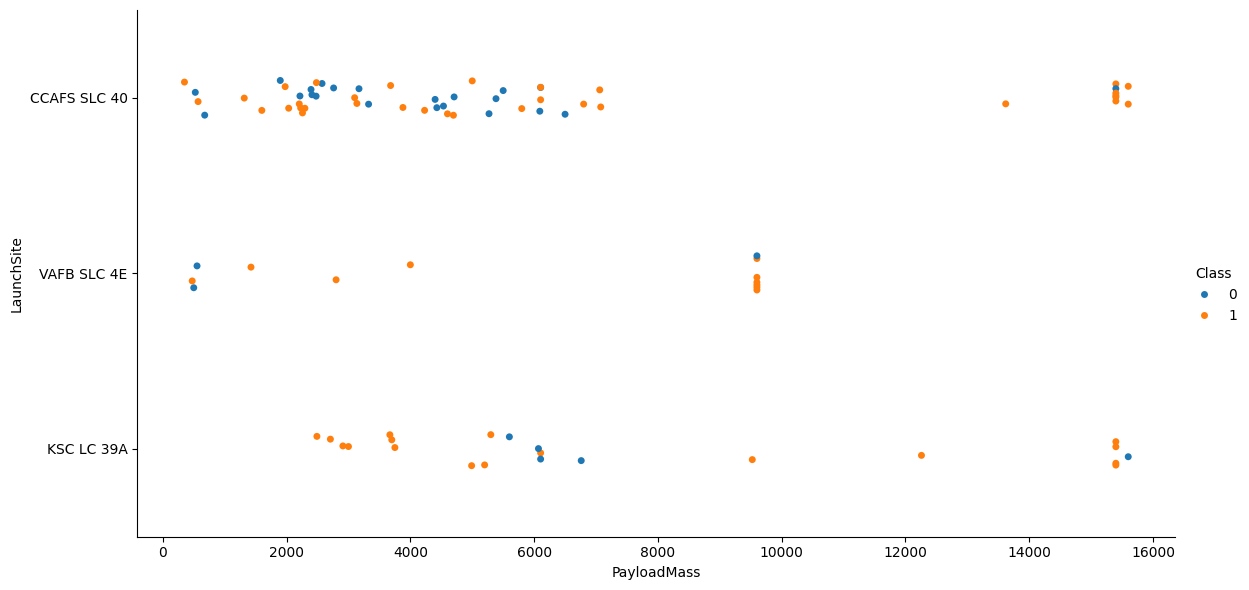 LaunchSite
CCAFS SLC 40
VAFB SLC 4E
KSC LC 39A
0 2000 4000 6000 8000 10000 12000 14000 16000
PayloadMass
Class
0
1